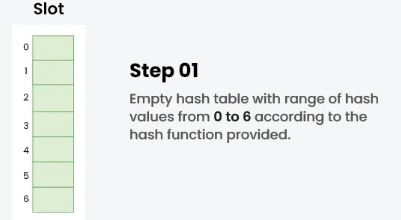 Slot
0
1
2
3
4
5
6
Step 01
Empty hash table with range of hash
values from 0 to 6 according to the
hash function provided.